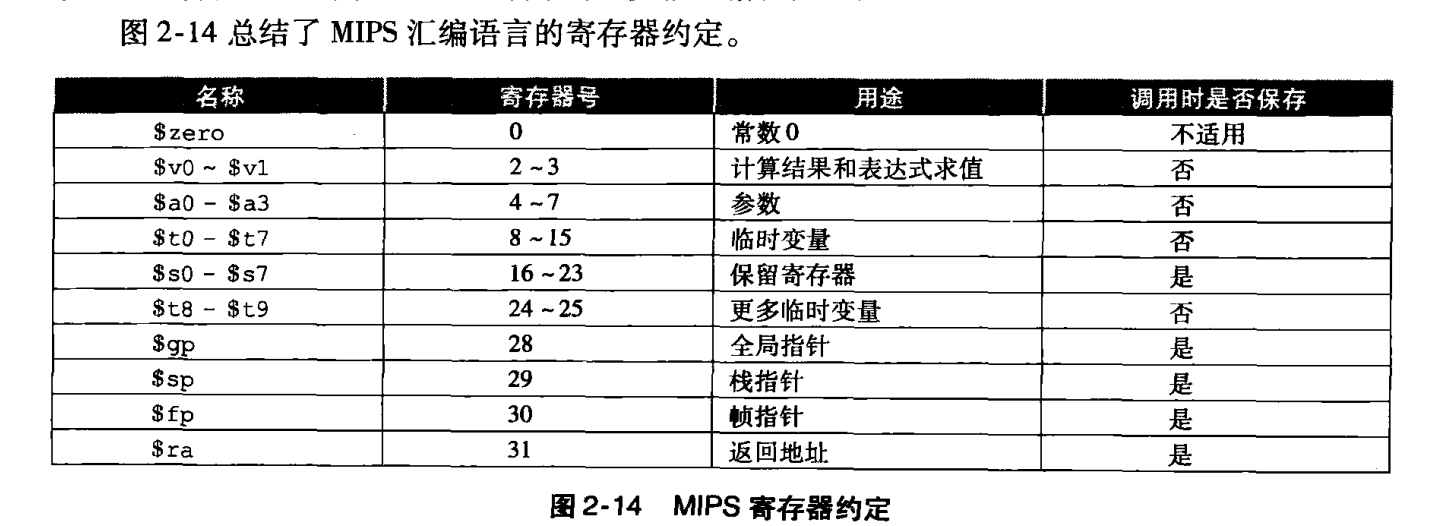 图 2-14 总结了 MIPS 汇编语言的寄存器约定。
名称 寄存器号 用途 调用时是否保存
$zero 0 常数 0 不适用
$v0 ~ $v1 2 ~ 3 计算结果和表达式求值 否
$a0 - $a3 4 ~ 7 参数 否
$t0 - $t7 8 ~ 15 临时变量 否
$s0 - $s7 16 ~ 23 保留寄存器 是
$t8 - $t9 24 ~ 25 更多临时变量 否
$gp 28 全局指针 是
$sp 29 栈指针 是
$fp 30 帧指针 是
$ra 31 返回地址 是
图 2-14 MIPS 寄存器约定